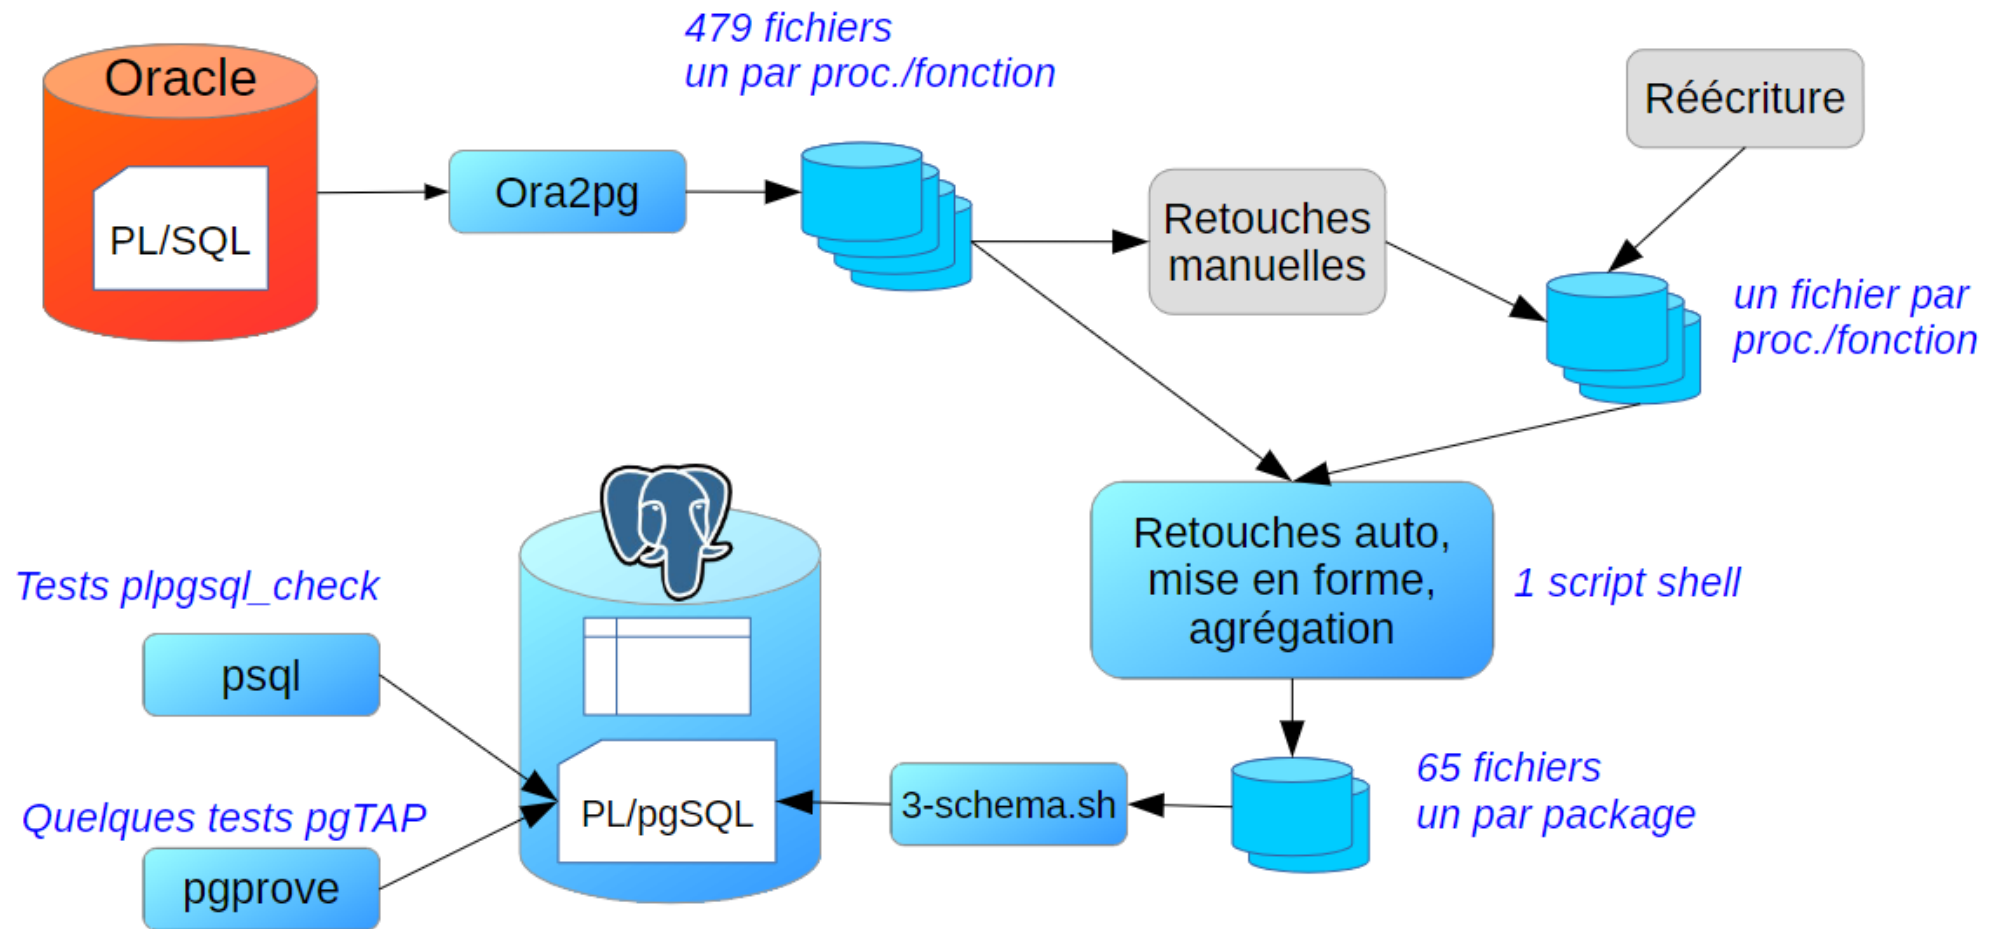 479 fichiers
un par proc./fonction
Oracle
PL/SQL
Ora2pg
Retouches
manuelles
Réécriture
un fichier par
proc./fonction
Retouches auto,
mise en forme,
agrégation
1 script shell
Tests plpgsql_check
psql
Quelques tests pgTAP
pgprove
PL/pgSQL
3-schema.sh
65 fichiers
un par package